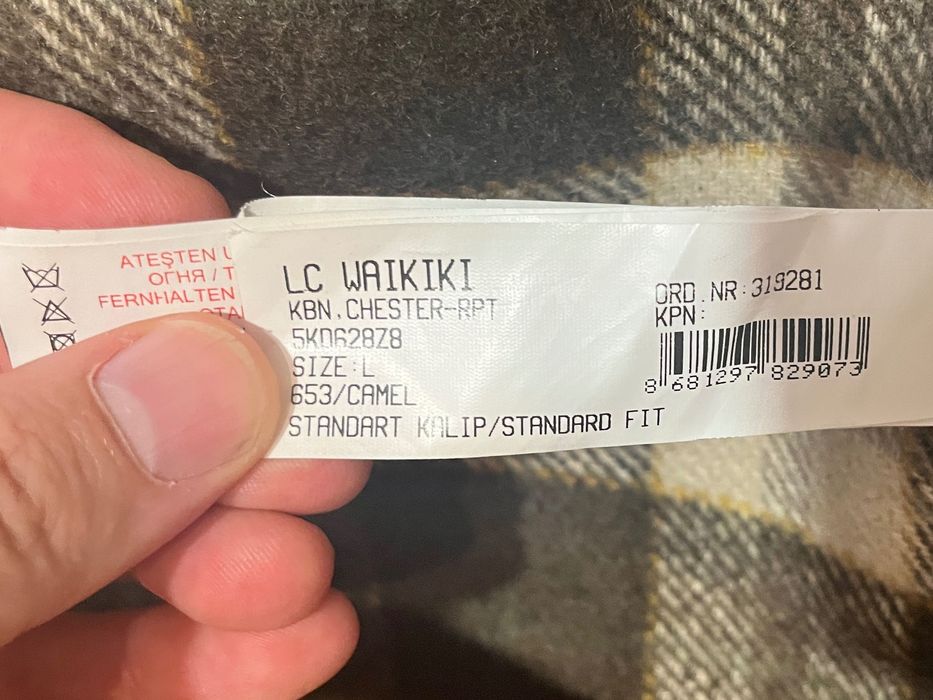 ATEŞTEN U
ОГНЯ / T
FERNHALTEN
LC WAIKIKI
KBN.CHESTER-RPT
5KD628Z8
SIZE:L
653/CAMEL
STANDART KALIP/STANDARD FIT
ORD.NR:319281
KPN:
8 681297 829073